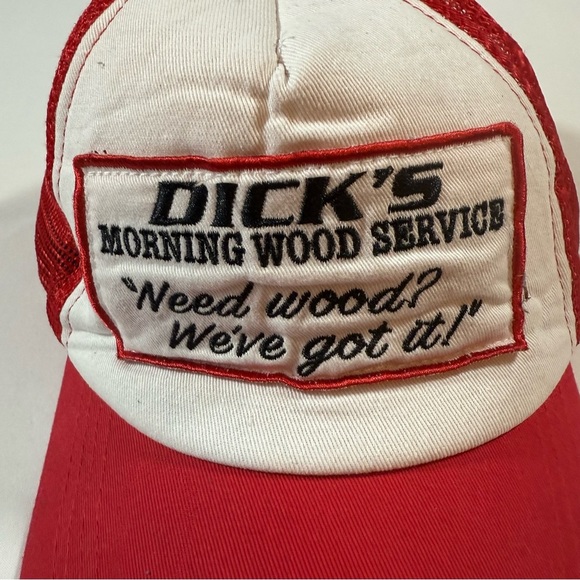 DICK'S
MORNING WOOD SERVICE
"Need wood?
We've got it!"